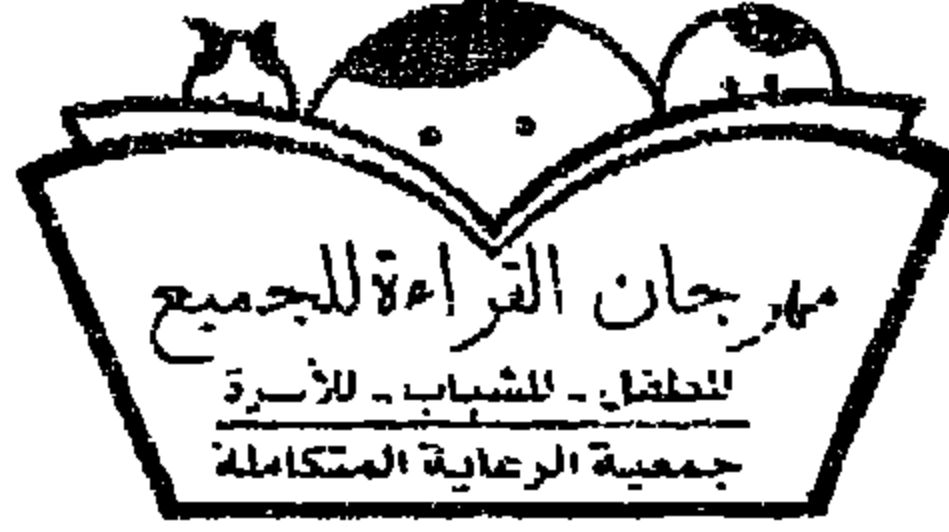 مهرجان القراءة للجميع
للطفل - للشباب - للأسرة
جمعية الرعاية المتكاملة